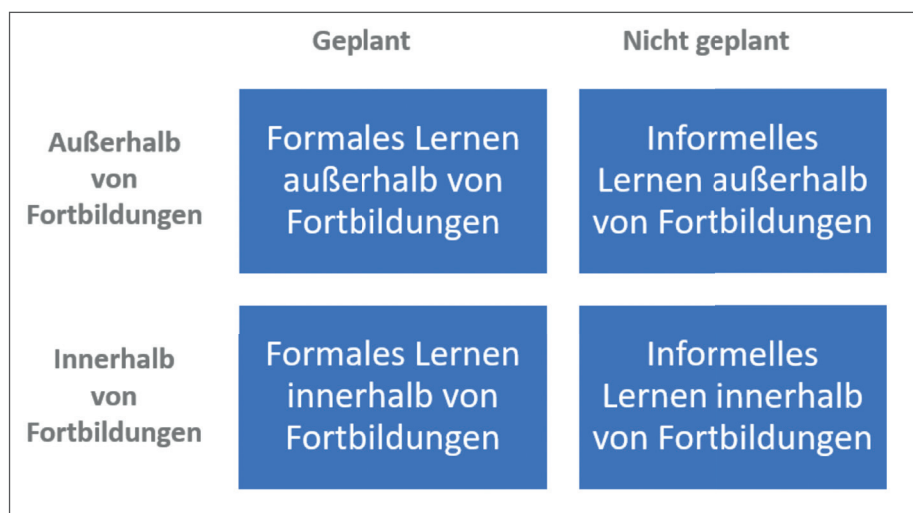 Geplant
Nicht geplant
Außerhalb
von
Fortbildungen
Formales Lernen
außerhalb von
Fortbildungen
Informelles
Lernen außerhalb
von Fortbildungen
Innerhalb
von
Fortbildungen
Formales Lernen
innerhalb von
Fortbildungen
Informelles
Lernen innerhalb
von Fortbildungen